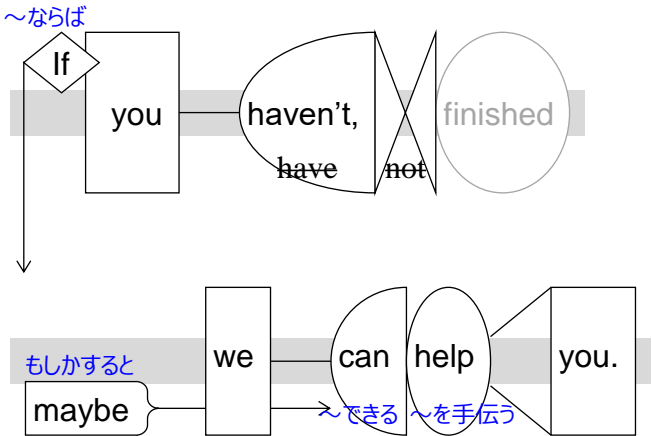 ～ならば
If you haven't, finished
have not
もしかすると
we can help you.
maybe ～できる ～を手伝う